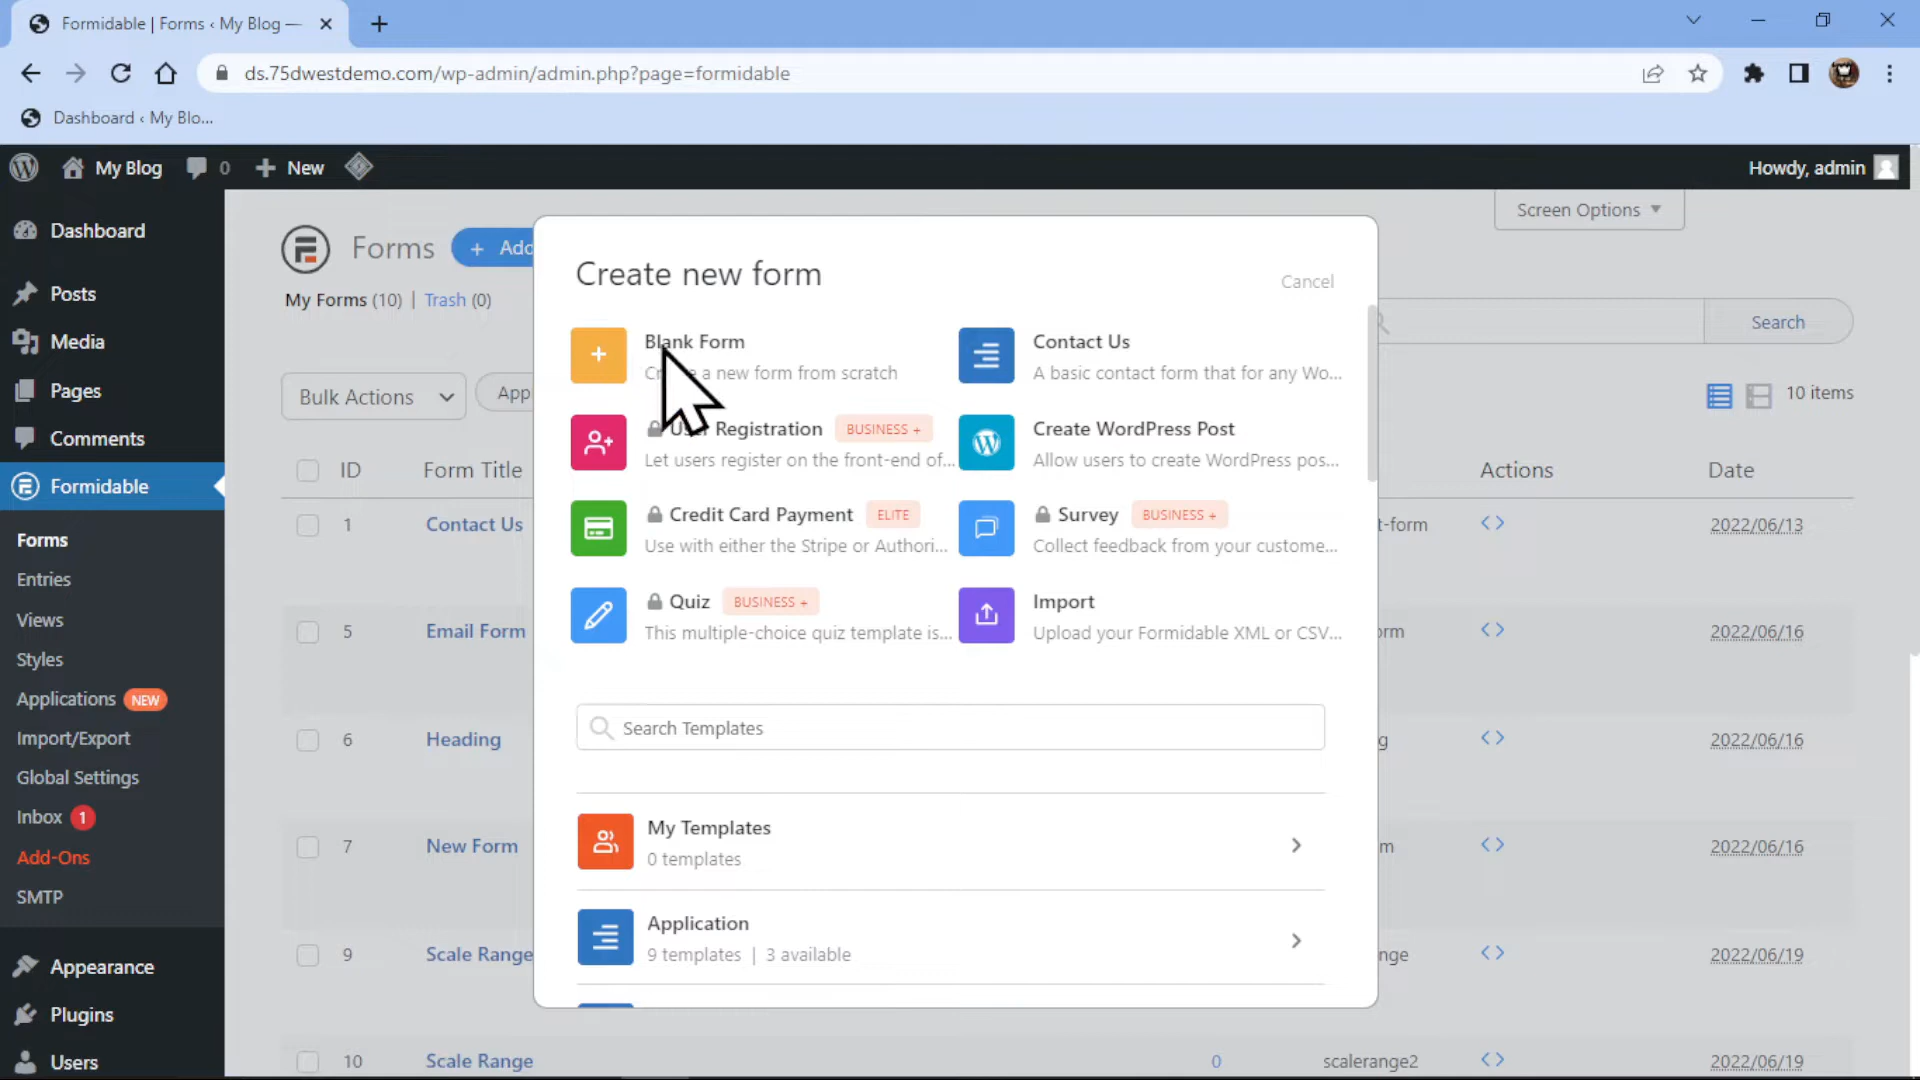 Formidable | Forms ‹ My Blog —
ds.75dwestdemo.com/wp-admin/admin.php?page=formidable
Dashboard ‹ My Blo...
My Blog 0 New
Howdy, admin
Dashboard
Posts
Media
Pages
Comments
Formidable
Forms
Entries
Views
Styles
Applications NEW
Import/Export
Global Settings
Inbox 1
Add-Ons
SMTP
Appearance
Plugins
Users
Screen Options
Forms + Add
My Forms (10) | Trash (0)
Search
Bulk Actions App
10 items
ID Form Title Actions Date
1 Contact Us t-form 2022/06/13
5 Email Form 2022/06/16
6 Heading g 2022/06/16
7 New Form m 2022/06/16
9 Scale Range nge 2022/06/19
10 Scale Range 0 scalerange2 2022/06/19
Create new form
Cancel
Blank Form
a new form from scratch
Contact Us
A basic contact form that for any Wo...
Registration BUSINESS +
Let users register on the front-end of...
Create WordPress Post
Allow users to create WordPress pos...
Credit Card Payment ELITE
Use with either the Stripe or Authori...
Survey BUSINESS +
Collect feedback from your custome...
Quiz BUSINESS +
This multiple-choice quiz template is...
Import
Upload your Formidable XML or CSV...
Search Templates
My Templates
0 templates
Application
9 templates | 3 available